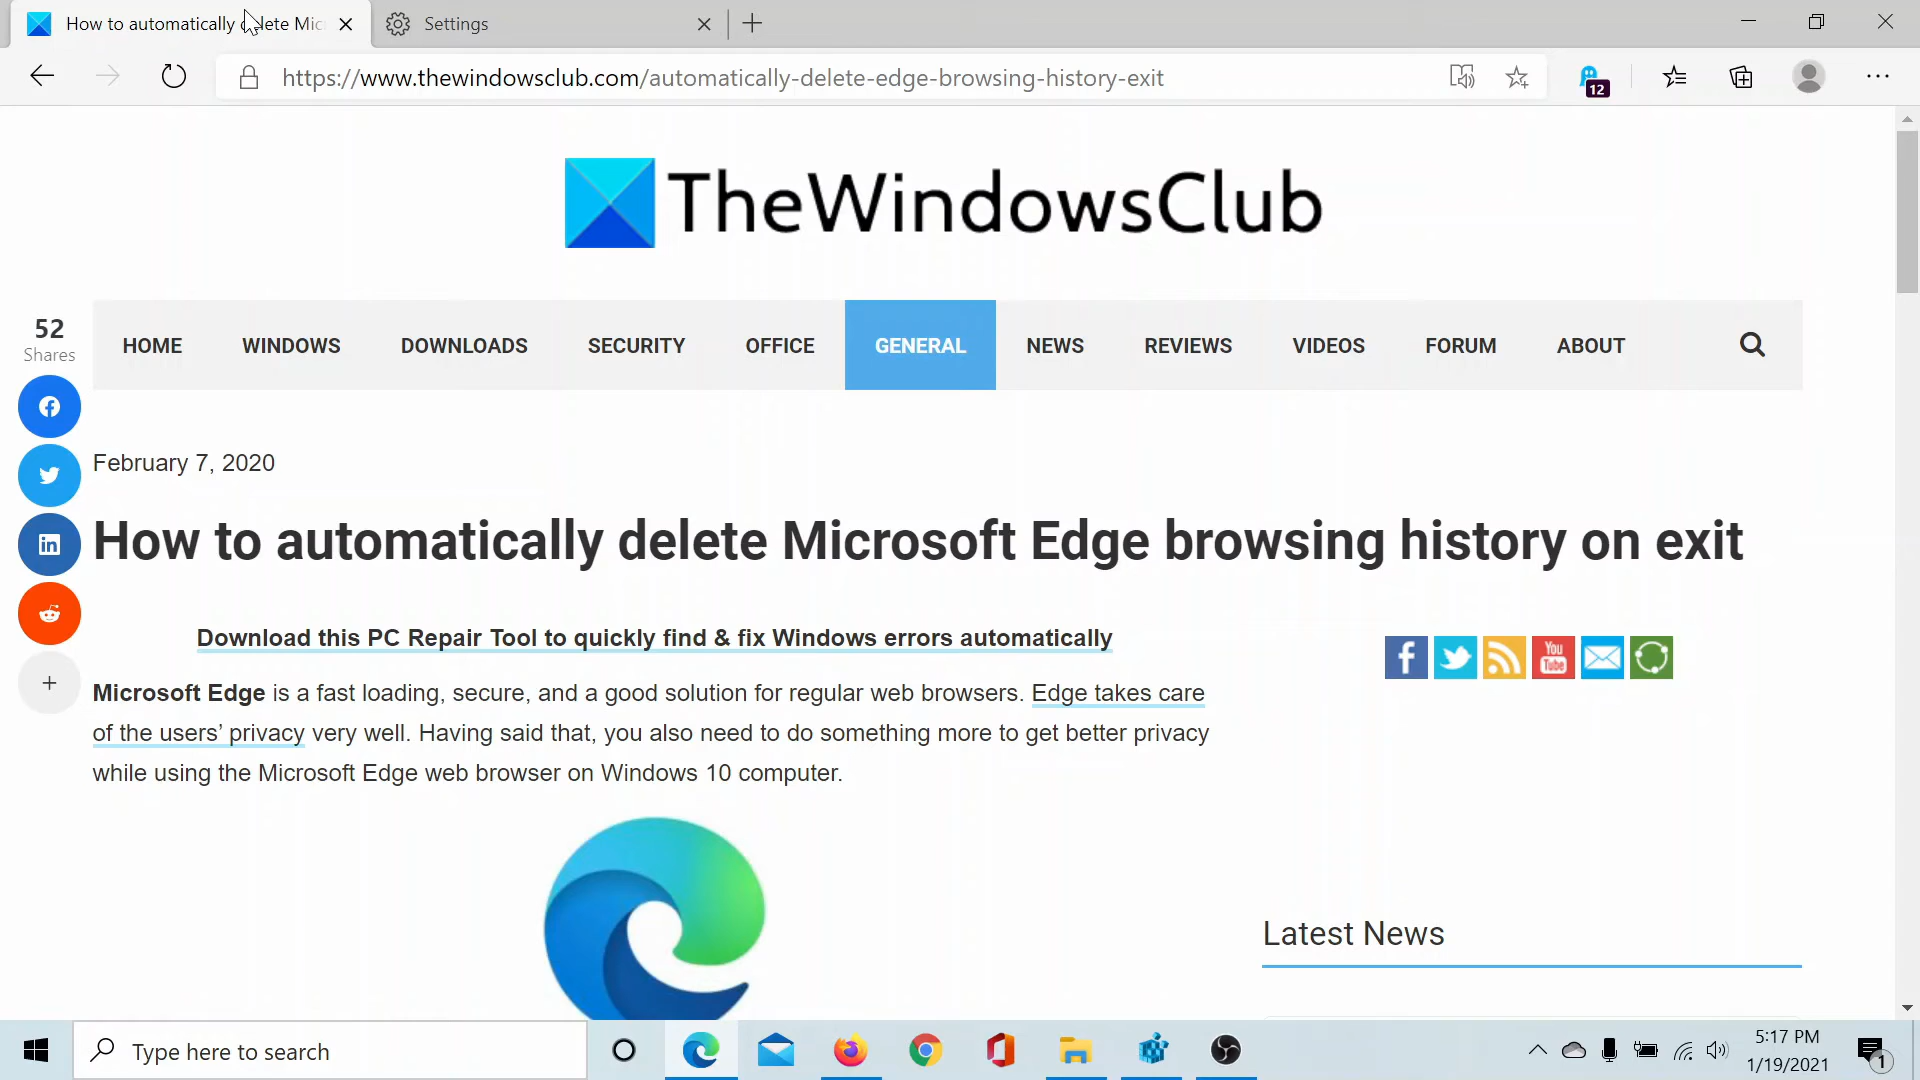 How to automatically delete Mic
Settings
https://www.thewindowsclub.com/automatically-delete-edge-browsing-history-exit
12
TheWindowsClub
HOME WINDOWS DOWNLOADS SECURITY OFFICE GENERAL NEWS REVIEWS VIDEOS FORUM ABOUT
52
Shares
February 7, 2020
How to automatically delete Microsoft Edge browsing history on exit
Download this PC Repair Tool to quickly find & fix Windows errors automatically
Microsoft Edge is a fast loading, secure, and a good solution for regular web browsers. Edge takes care
of the users’ privacy very well. Having said that, you also need to do something more to get better privacy
while using the Microsoft Edge web browser on Windows 10 computer.
You
Tube
Latest News
Type here to search
5:17 PM
1/19/2021
1